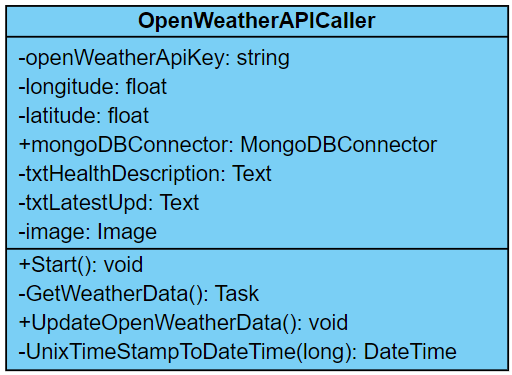 OpenWeatherAPICaller
-openWeatherApiKey: string
-longitude: float
-latitude: float
+mongoDBConnector: MongoDBConnector
-txtHealthDescription: Text
-txtLatestUpd: Text
-image: Image
+Start(): void
-GetWeatherData(): Task
+UpdateOpenWeatherData(): void
-UnixTimeStampToDateTime(long): DateTime